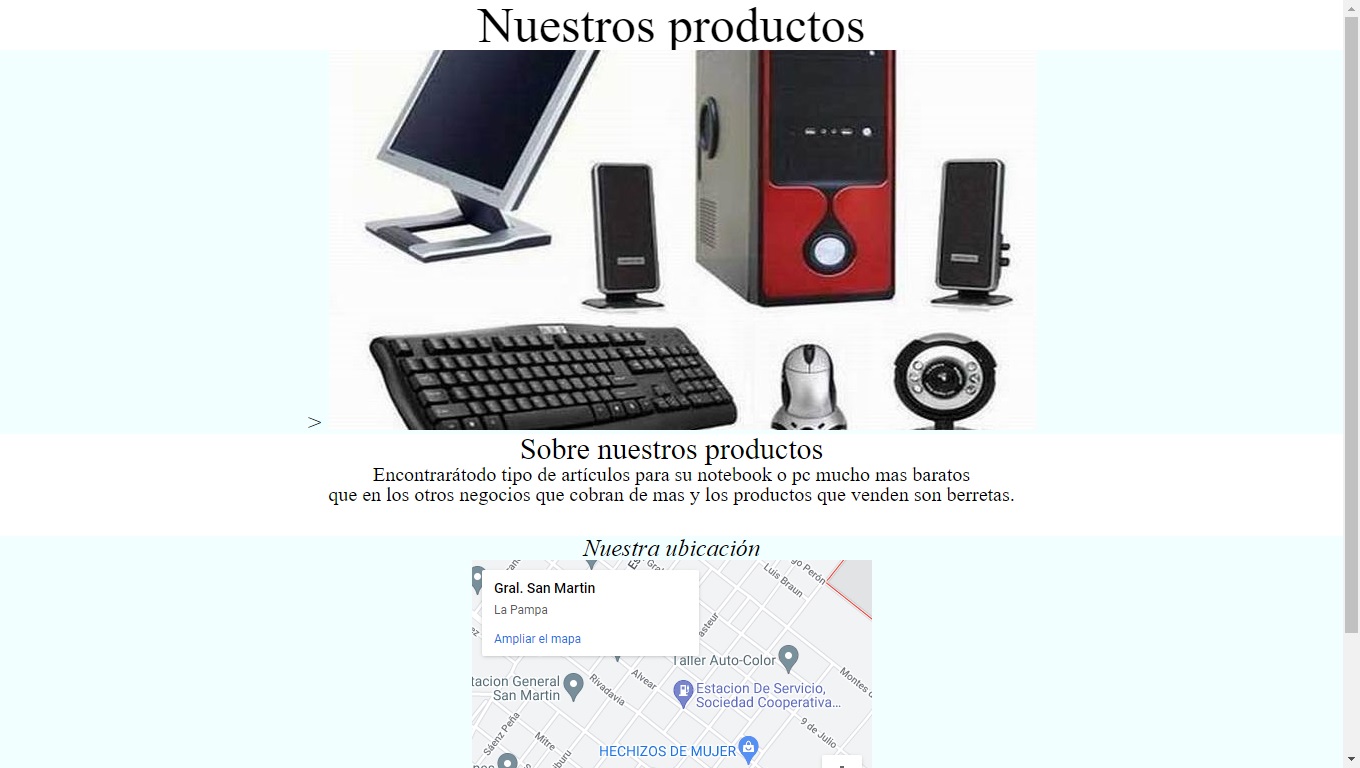 Nuestros productos
>
Sobre nuestros productos
Encontrarátodo tipo de artículos para su notebook o pc mucho mas baratos
que en los otros negocios que cobran de mas y los productos que venden son berretas.
Nuestra ubicación
Gral. San Martin
La Pampa
Ampliar el mapa
go Perón
Luis Braun
asteur
Taller Auto-Color
Montes d
tacion General
San Martin
Rivadavia
Alvear
Estacion De Servicio,
Sociedad Cooperativa...
9 de Julio
Sáenz Peña
Mitre
HECHIZOS DE MUJER